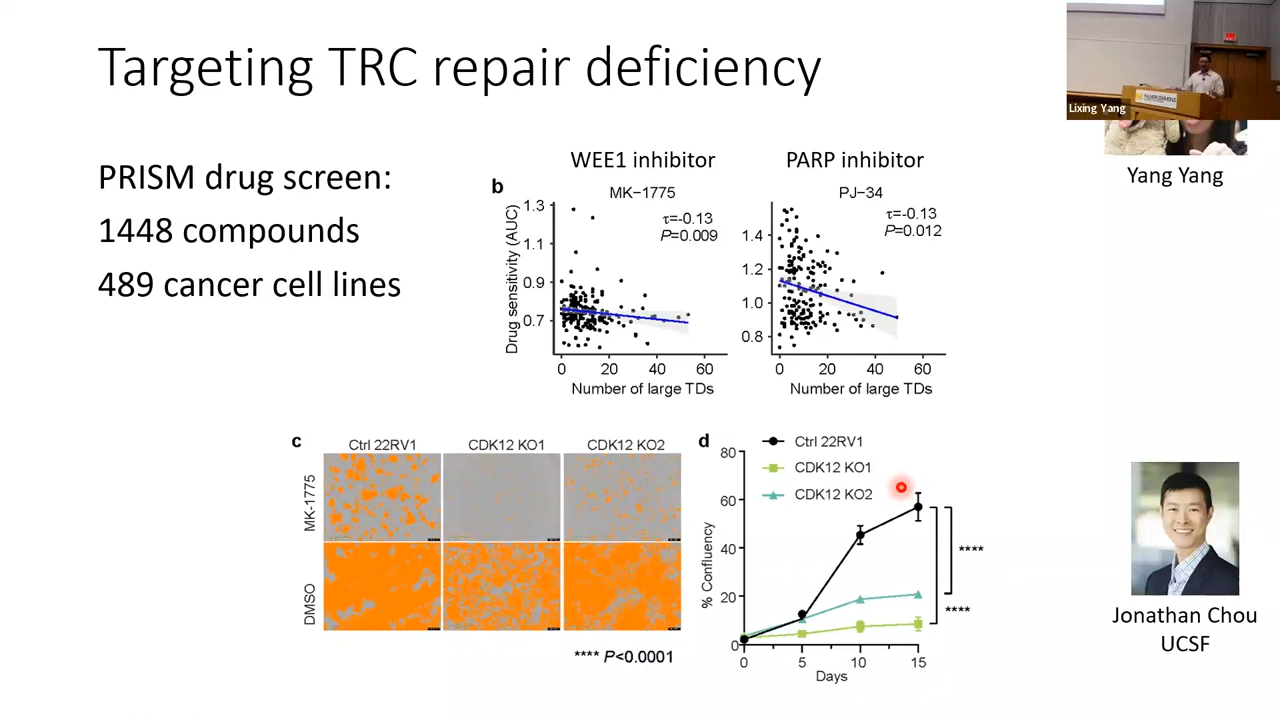 Targeting TRC repair deficiency
Lixing Yang
Yang Yang
PRISM drug screen:
1448 compounds
489 cancer cell lines
b
WEE1 inhibitor
MK−1775
τ=-0.13
P=0.009
Drug sensitivity (AUC)
1.3
1.1
0.9
0.7
0 20 40 60
Number of large TDs
PARP inhibitor
PJ−34
τ=-0.13
P=0.012
1.4
1.2
1.0
0.8
0 20 40 60
Number of large TDs
c
Ctrl 22RV1 CDK12 KO1 CDK12 KO2
MK-1775
DMSO
**** P<0.0001
d
Ctrl 22RV1
CDK12 KO1
CDK12 KO2
% Confluency
80
60
40
20
0
0 5 10 15
Days
****
****
Jonathan Chou
UCSF